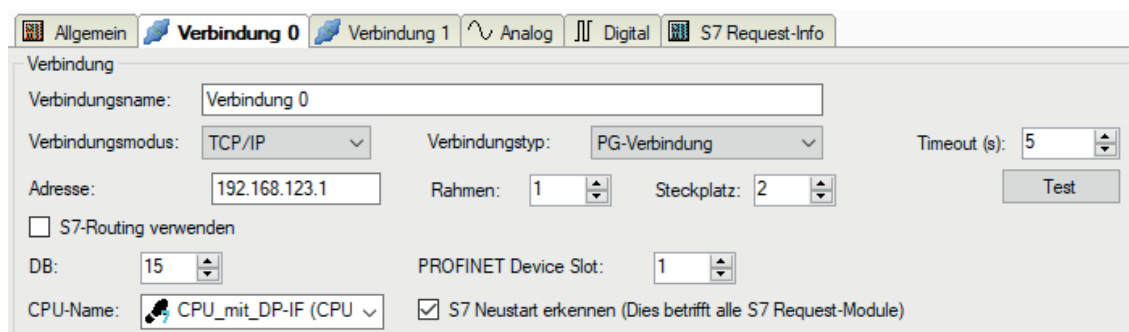 Allgemein Verbindung 0 Verbindung 1 Analog Digital S7 Request-Info
Verbindung
Verbindungsname: Verbindung 0
Verbindungsmodus: TCP/IP Verbindungstyp: PG-Verbindung Timeout (s): 5
Adresse: 192.168.123.1 Rahmen: 1 Steckplatz: 2 Test
S7-Routing verwenden
DB: 15 PROFINET Device Slot: 1
CPU-Name: CPU_mit_DP-IF (CPU S7 Neustart erkennen (Dies betrifft alle S7 Request-Module)